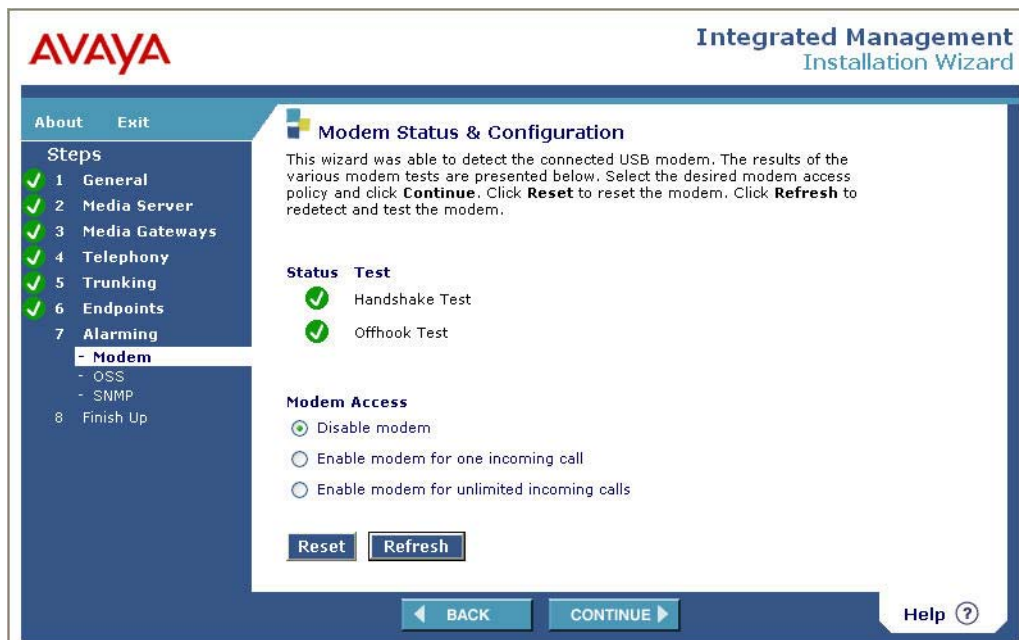 AVAYA
Integrated Management
Installation Wizard
About Exit
Steps
1 General
2 Media Server
3 Media Gateways
4 Telephony
5 Trunking
6 Endpoints
7 Alarming
- Modem
- OSS
- SNMP
8 Finish Up
Modem Status & Configuration
This wizard was able to detect the connected USB modem. The results of the
various modem tests are presented below. Select the desired modem access
policy and click Continue. Click Reset to reset the modem. Click Refresh to
redetect and test the modem.
Status Test
Handshake Test
Offhook Test
Modem Access
Disable modem
Enable modem for one incoming call
Enable modem for unlimited incoming calls
Reset Refresh
BACK CONTINUE
Help ?